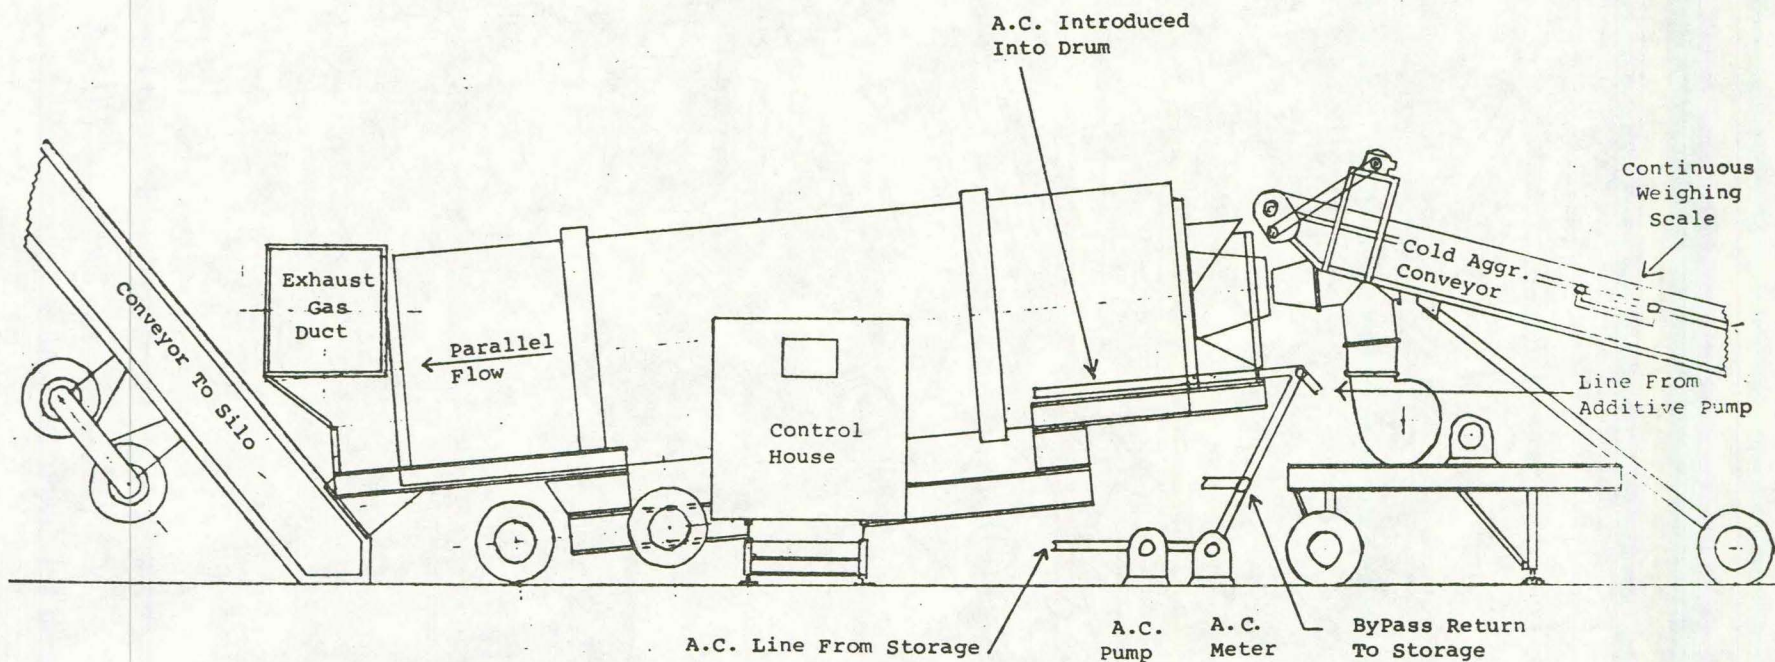 A.C. Introduced
Into Drum
Continuous
Weighing
Scale
Cold Aggr.
Conveyor
Exhaust
Gas
Duct
Conveyor To Silo
Parallel
Flow
Line From
Additive Pump
Control
House
A.C. Line From Storage
A.C.
Pump
A.C.
Meter
ByPass Return
To Storage